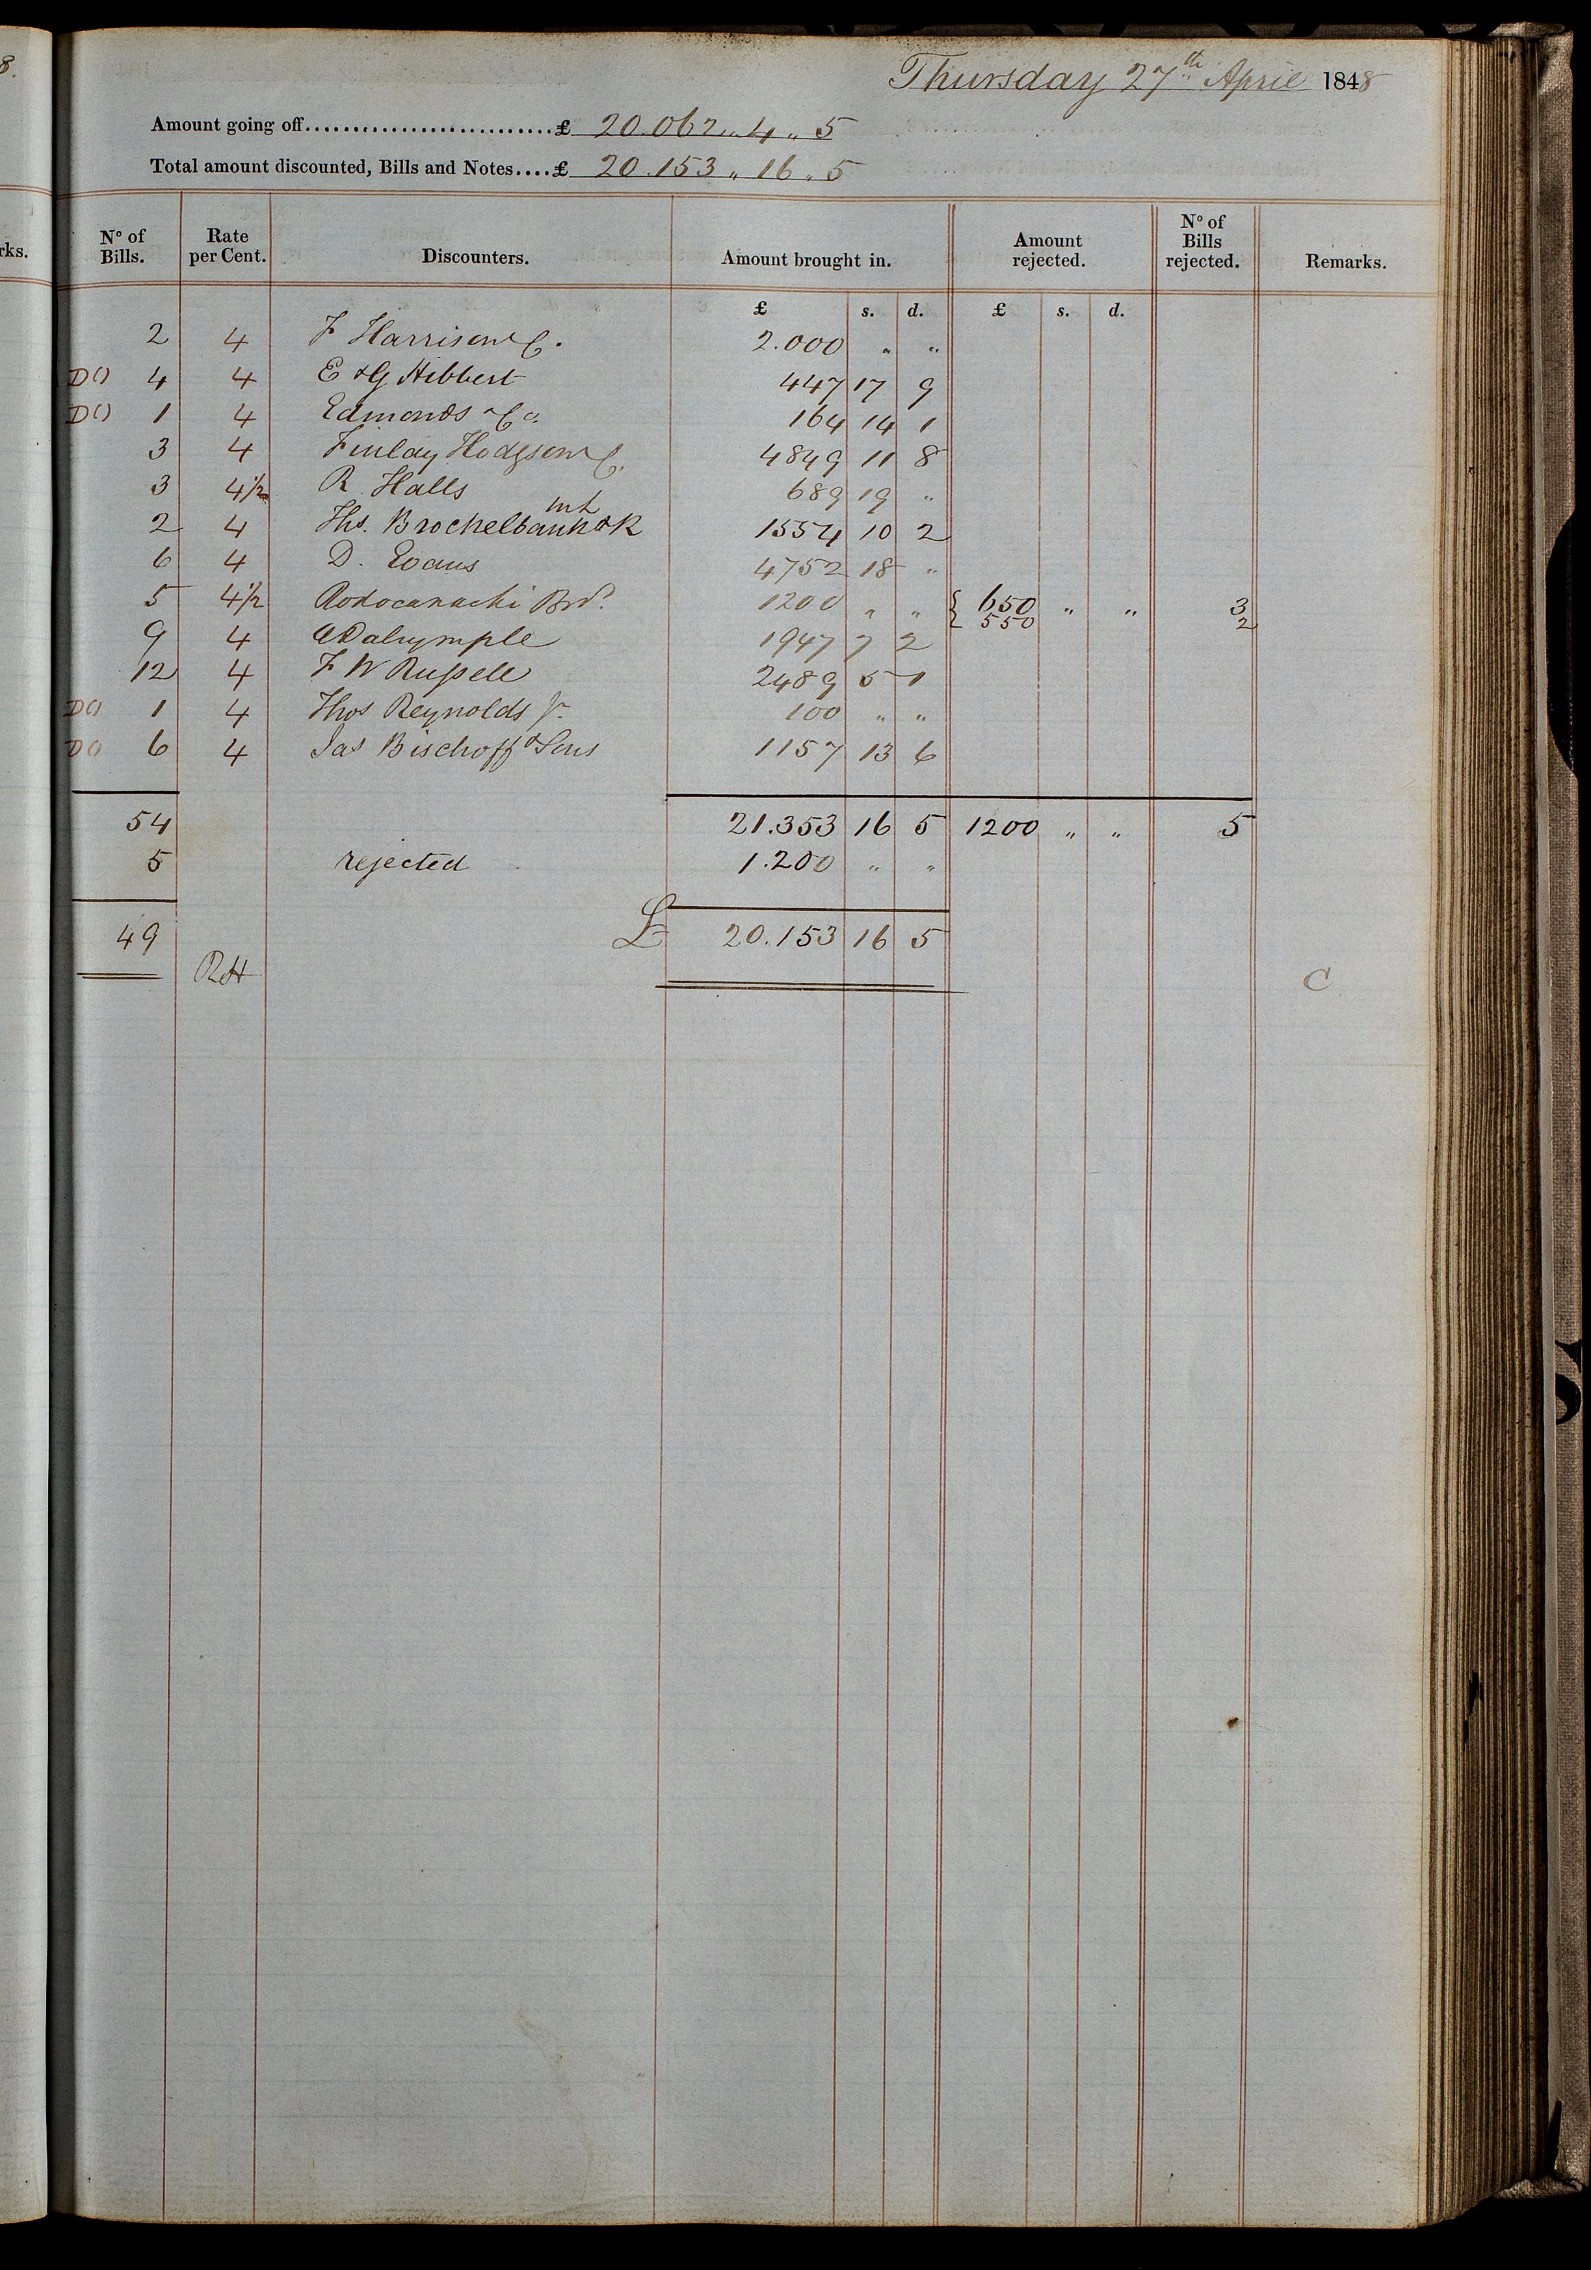 8.
rks.
Thursday 27th April 1848
Amount going off...........................£ 20.062 „ 4 „ 5
Total amount discounted, Bills and Notes....£ 20.153 „ 16 „ 5
No of Bills. Rate per Cent. Discounters. Amount brought in. Amount rejected. No of Bills rejected. Remarks.
£ s. d. £ s. d.
2 4 F Harrison & C. 2.000 „ „
DO 4 4 E & G Hibbert 447 17 9
DO 1 4 Edmonds & Co. 164 14 1
3 4 Finlay Hodgson & C. 4849 11 8
3 4½ R. Halls 689 19 „
2 4 Ths. Brockelbank & R 1554 10 2
6 4 D. Evans 4752 18 „
5 4½ Rodocanachi Brs. 1200 „ „ { 650 „ „ 3
550 2
9 4 A Dalrymple 1947 7 2
12 4 F W Russell 2489 5 1
DO 1 4 Thos Reynolds Jr. 100 „ „
DO 6 4 Jas Bischoff & Sons 1157 13 6
54 21.353 16 5 1200 „ „ 5
5 rejected 1.200 „ „
49 £ 20.153 16 5
RH C